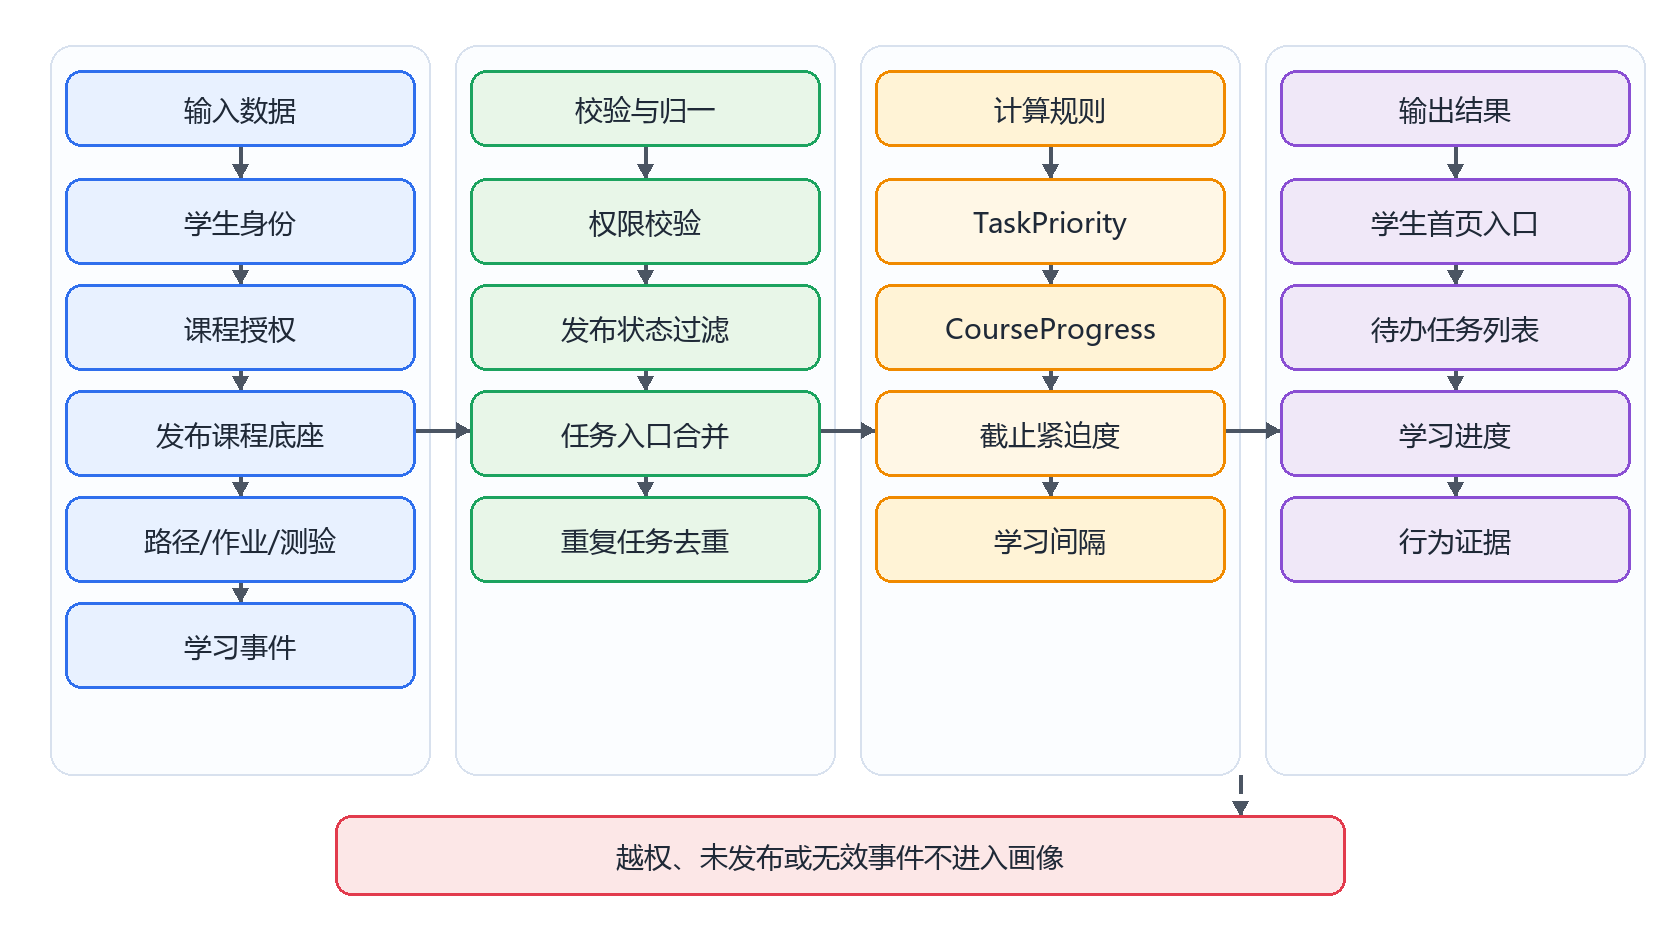 输入数据
学生身份
课程授权
发布课程底座
路径/作业/测验
学习事件
校验与归一
权限校验
发布状态过滤
任务入口合并
重复任务去重
计算规则
TaskPriority
CourseProgress
截止紧迫度
学习间隔
输出结果
学生首页入口
待办任务列表
学习进度
行为证据
越权、未发布或无效事件不进入画像